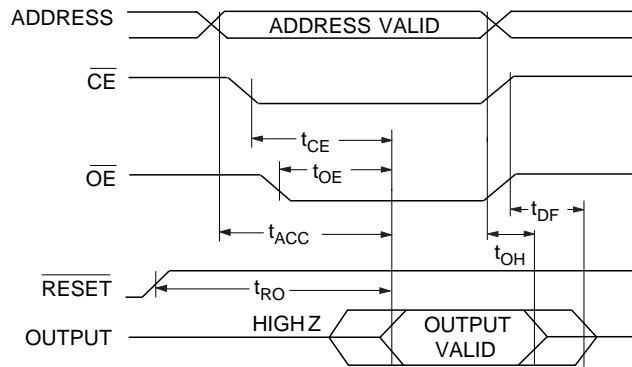 ADDRESS ADDRESS VALID
CE
tCE
OE tOE
tDF
tACC
tOH
RESET tRO
HIGH Z OUTPUT
OUTPUT VALID